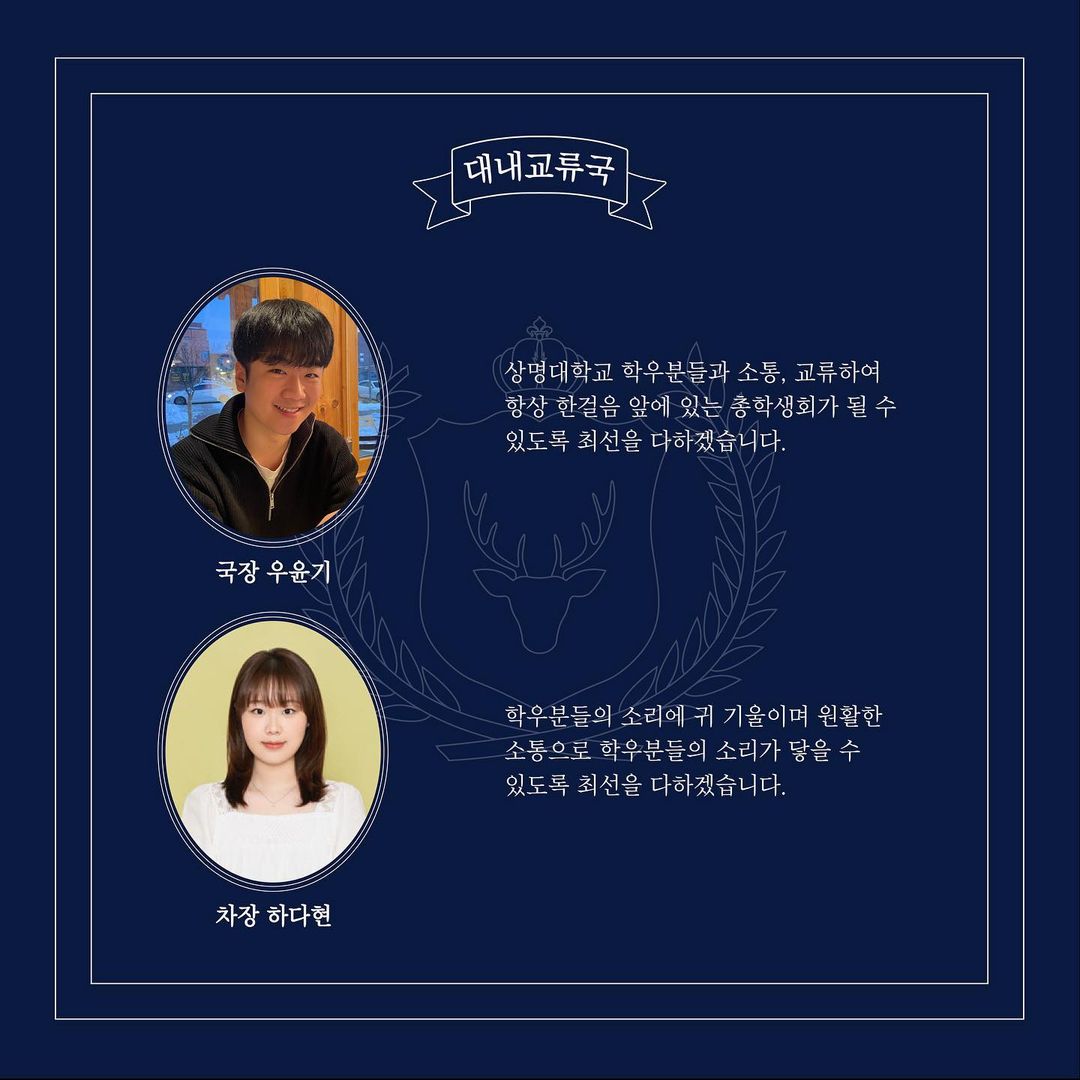 대내교류국
상명대학교 학우분들과 소통, 교류하여
항상 한걸음 앞에 있는 총학생회가 될 수
있도록 최선을 다하겠습니다.
국장 우윤기
학우분들의 소리에 귀 기울이며 원활한
소통으로 학우분들의 소리가 닿을 수
있도록 최선을 다하겠습니다.
차장 하다현